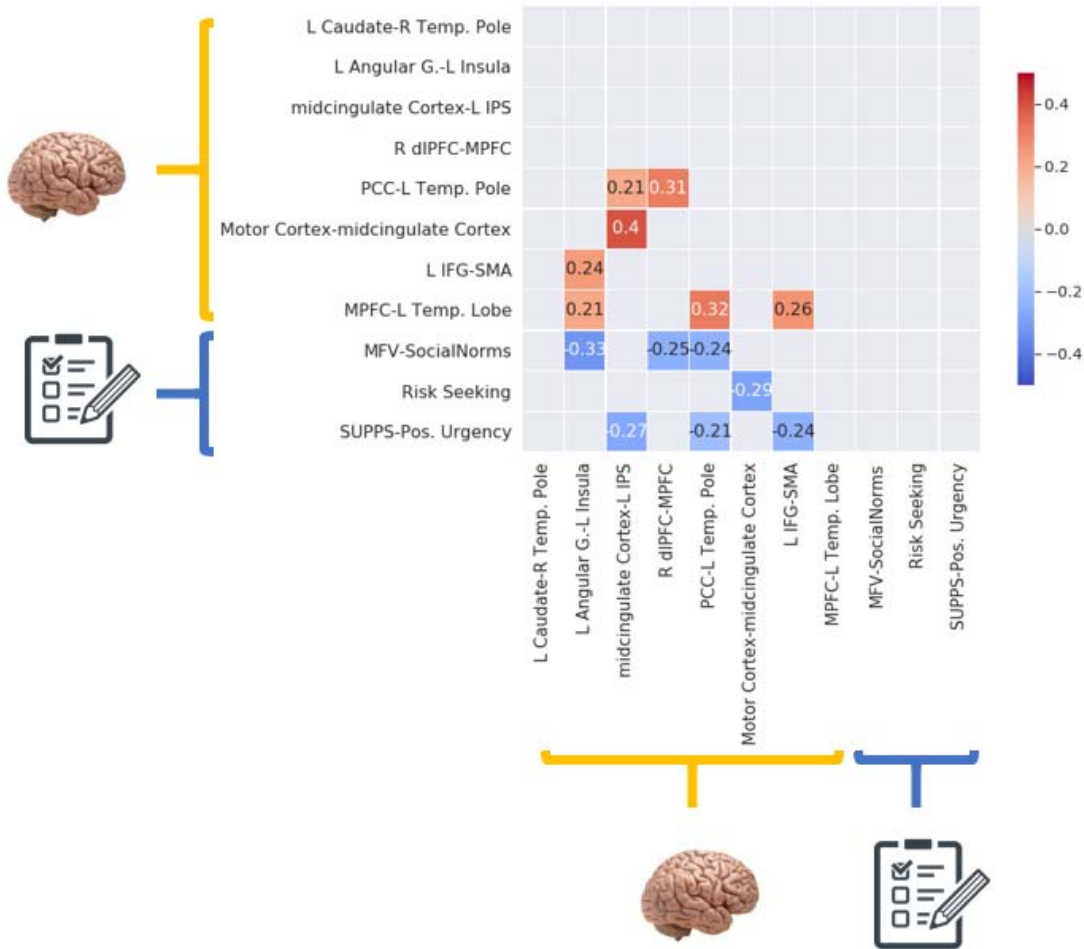 L Caudate-R Temp. Pole
L Angular G.-L Insula
midcingulate Cortex-L IPS
R dlPFC-MPFC
PCC-L Temp. Pole
0.21 0.31
Motor Cortex-midcingulate Cortex
0.4
L IFG-SMA
0.24
MPFC-L Temp. Lobe
0.21 0.32 0.26
MFV-SocialNorms
-0.33 -0.25 -0.24
Risk Seeking
-0.29
SUPPS-Pos. Urgency
-0.27 -0.21 -0.24
0.4
0.2
0.0
−0.2
−0.4
L Caudate-R Temp. Pole
L Angular G.-L Insula
midcingulate Cortex-L IPS
R dlPFC-MPFC
PCC-L Temp. Pole
Motor Cortex-midcingulate Cortex
L IFG-SMA
MPFC-L Temp. Lobe
MFV-SocialNorms
Risk Seeking
SUPPS-Pos. Urgency